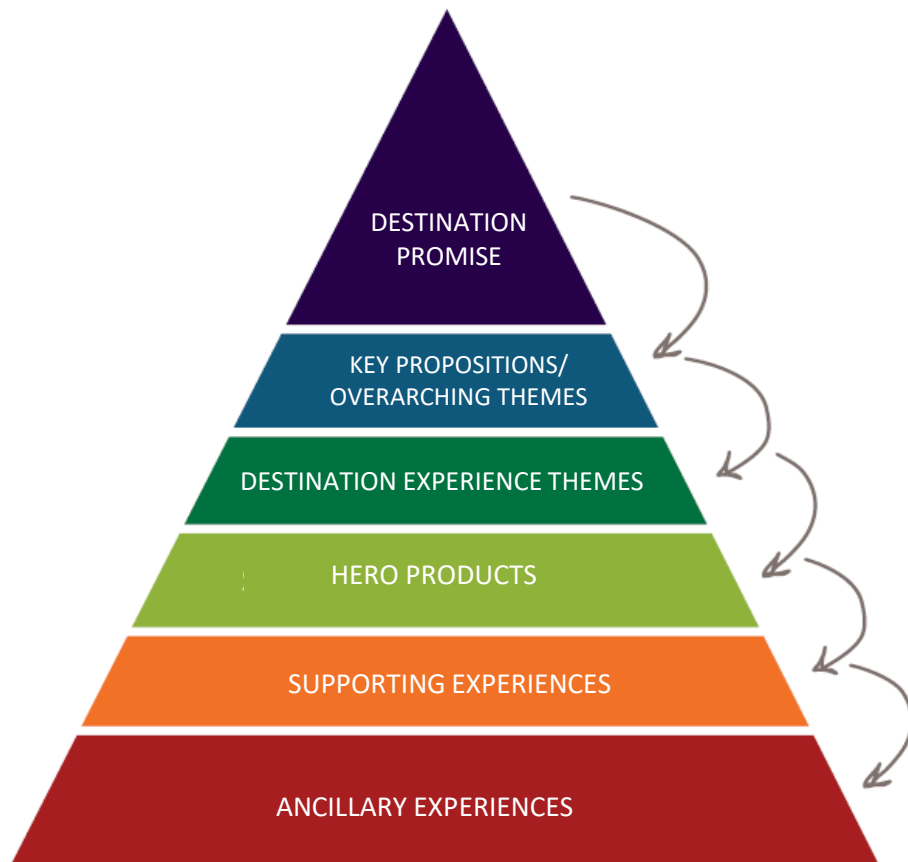 DESTINATION
PROMISE
KEY PROPOSITIONS/
OVERARCHING THEMES
DESTINATION EXPERIENCE THEMES
HERO PRODUCTS
SUPPORTING EXPERIENCES
ANCILLARY EXPERIENCES